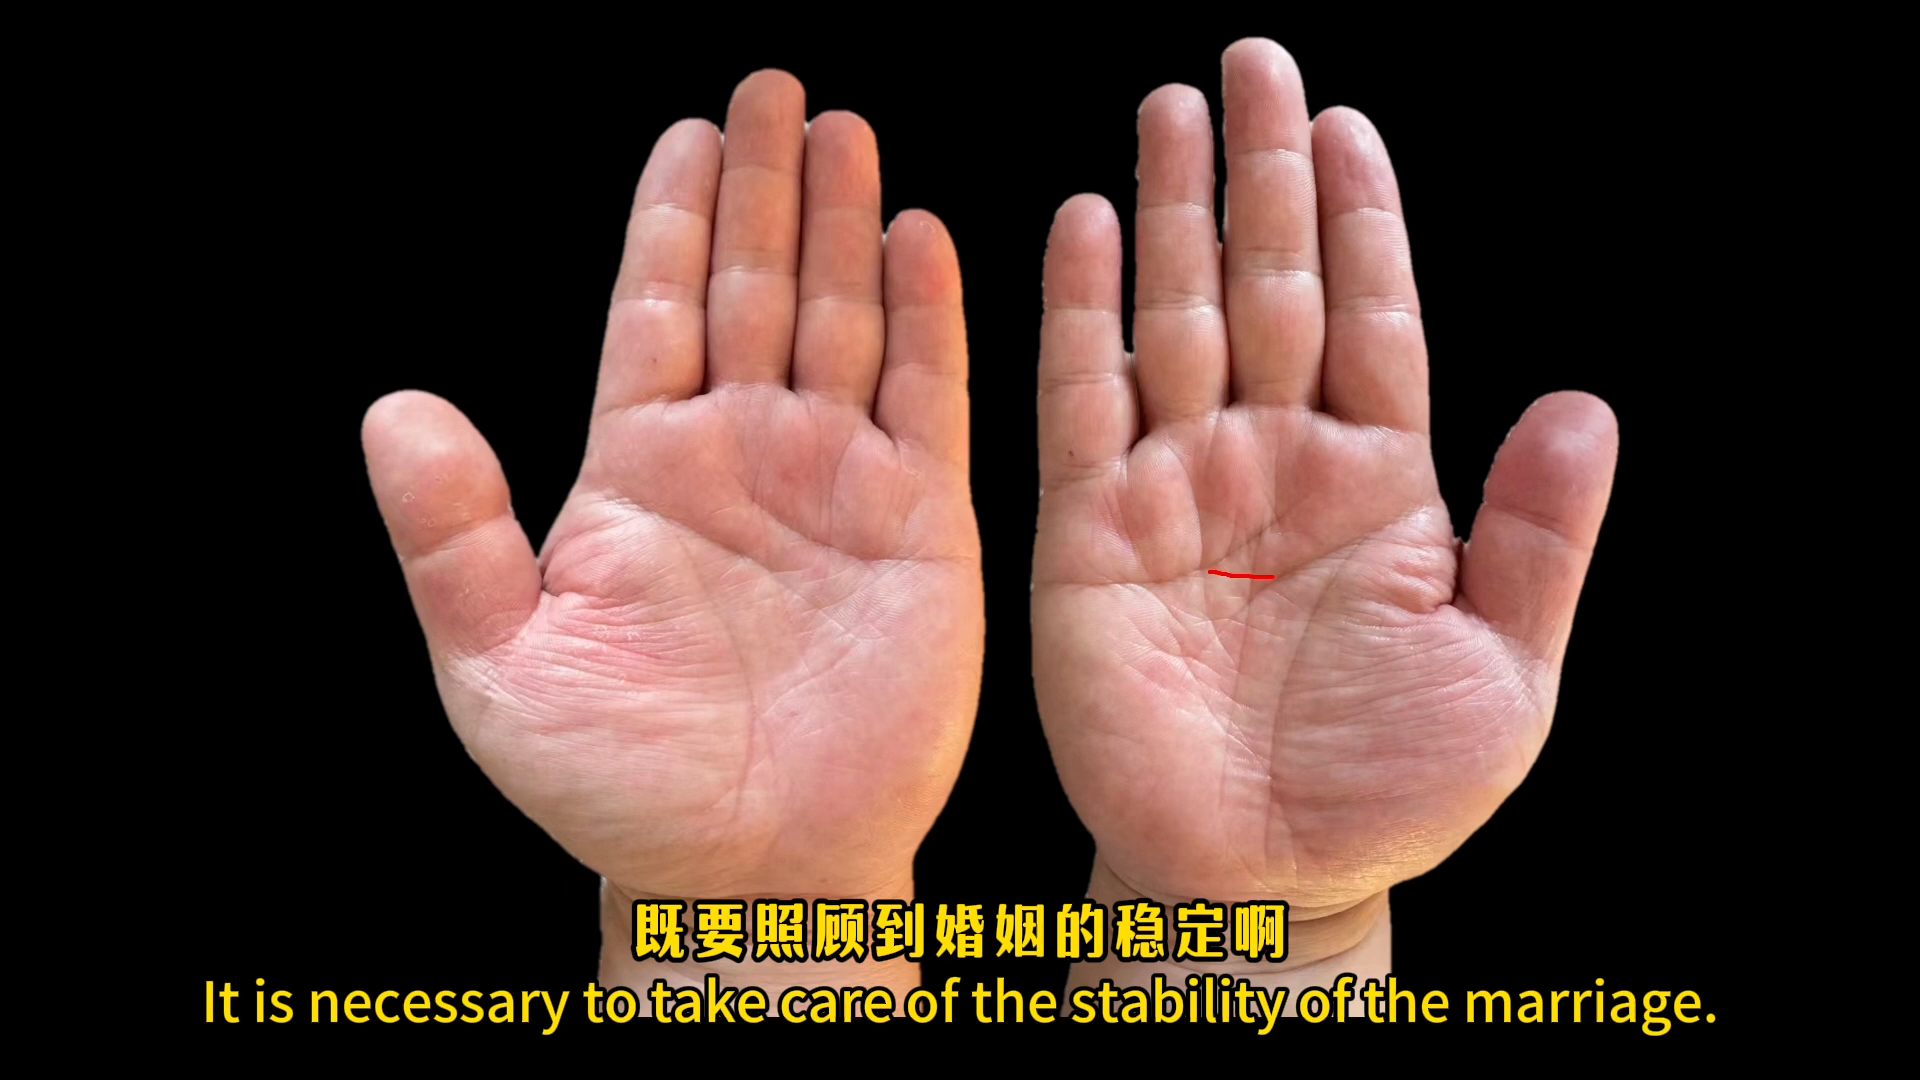 既要照顾到婚姻的稳定啊
It is necessary to take care of the stability of the marriage.